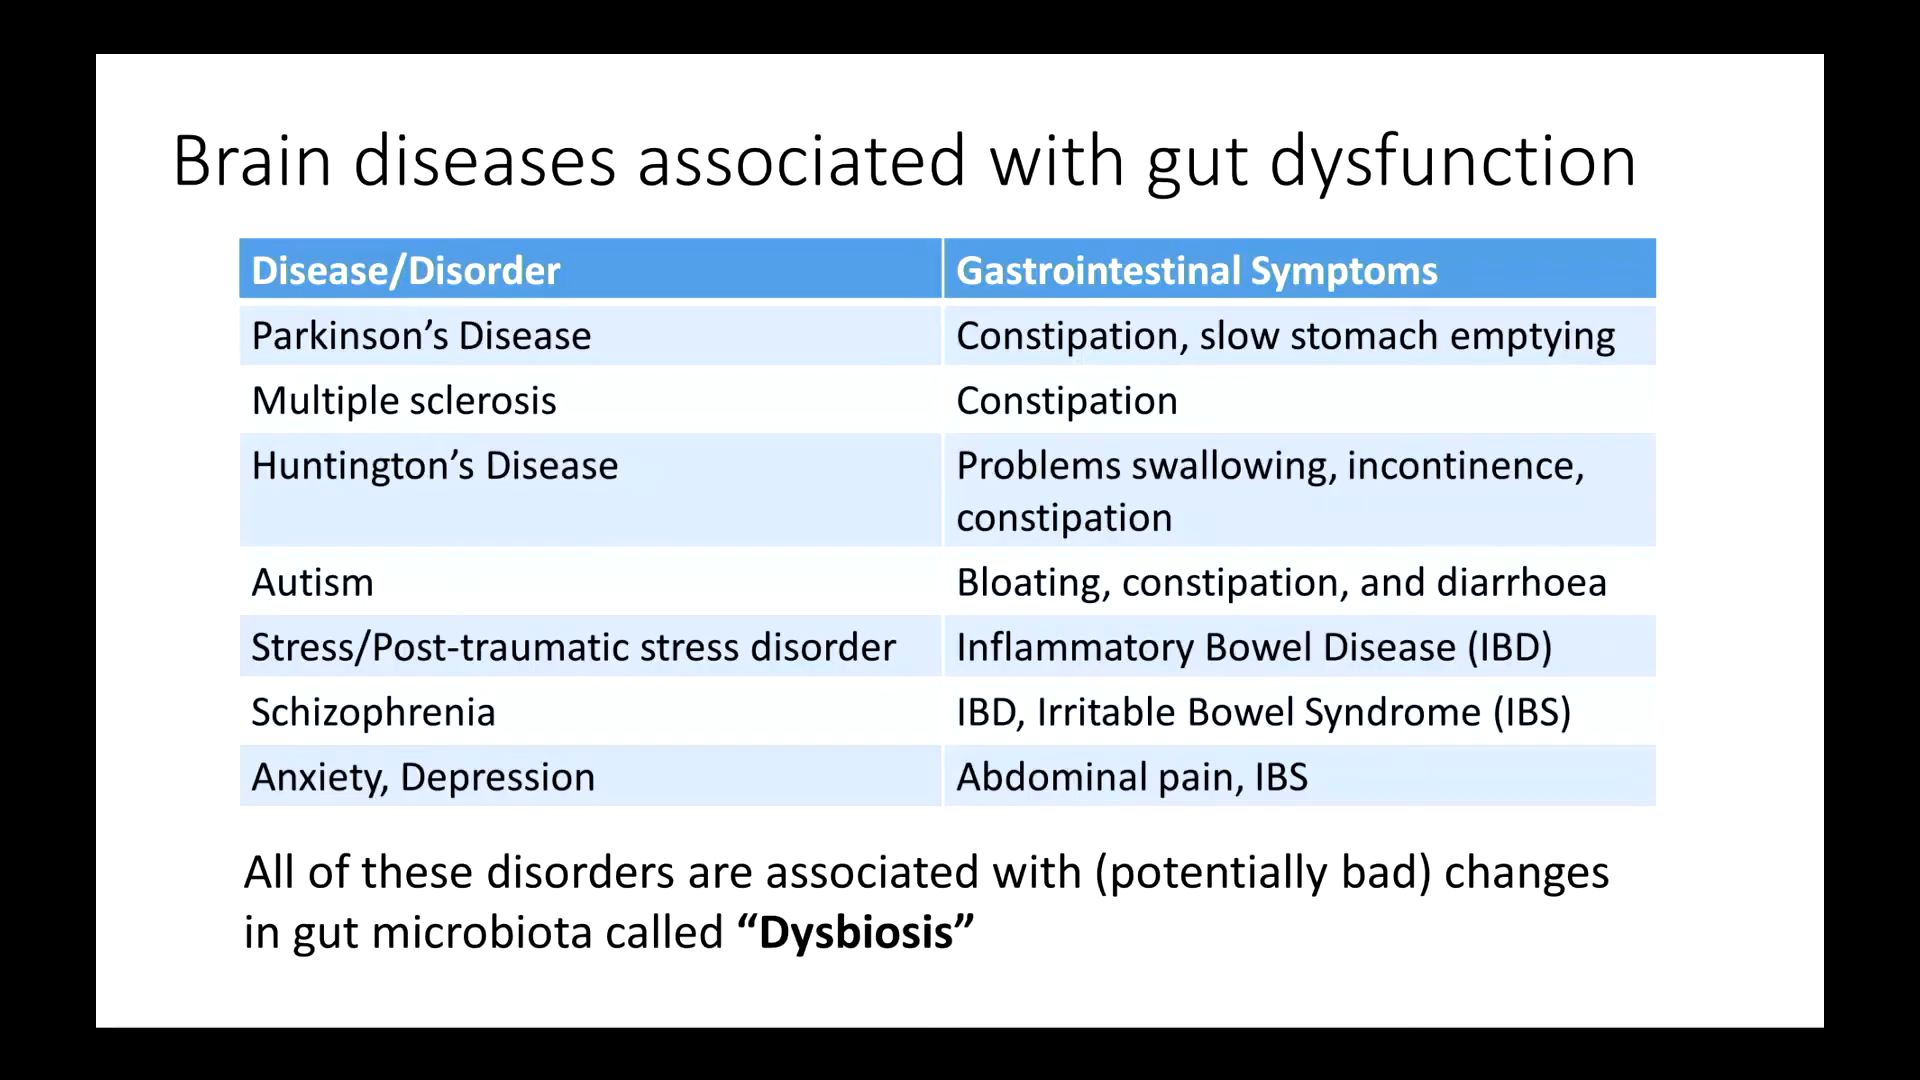 Brain diseases associated with gut dysfunction
Disease/Disorder Gastrointestinal Symptoms
Parkinson’s Disease Constipation, slow stomach emptying
Multiple sclerosis Constipation
Huntington’s Disease Problems swallowing, incontinence,
constipation
Autism Bloating, constipation, and diarrhoea
Stress/Post-traumatic stress disorder Inflammatory Bowel Disease (IBD)
Schizophrenia IBD, Irritable Bowel Syndrome (IBS)
Anxiety, Depression Abdominal pain, IBS
All of these disorders are associated with (potentially bad) changes
in gut microbiota called “Dysbiosis”